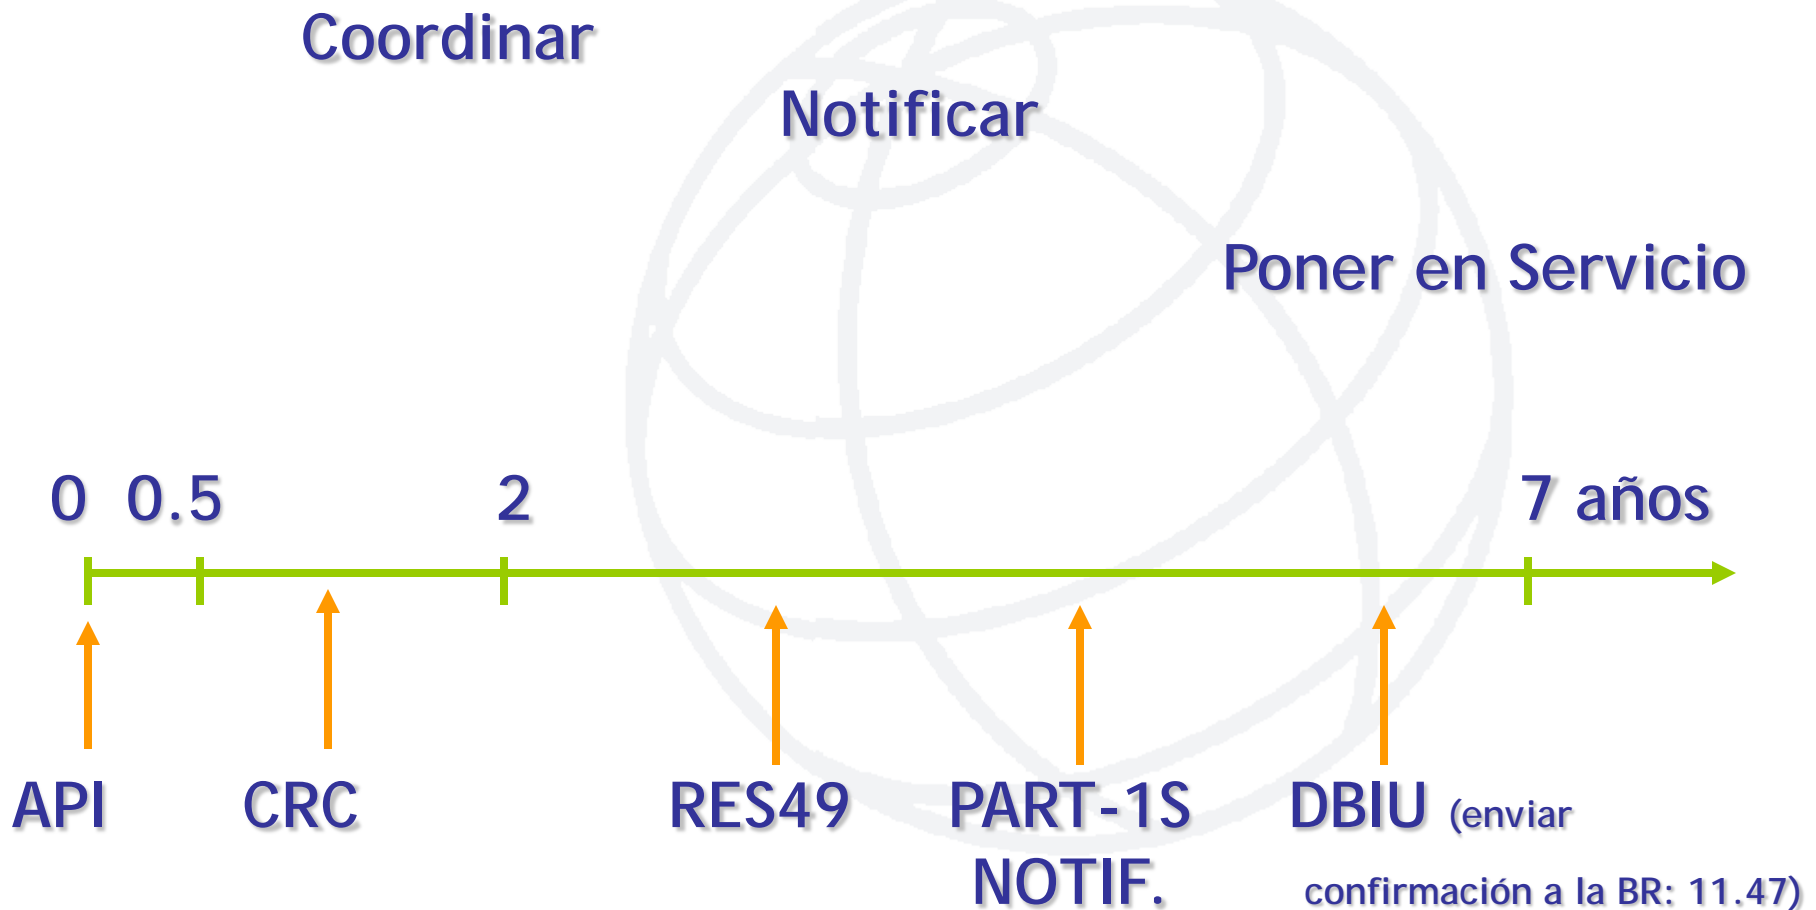 Coordinar
Notificar
Poner en Servicio
0 0.5 2 7 años
API CRC RES49 PART-1S DBIU (enviar
NOTIF. confirmación a la BR: 11.47)